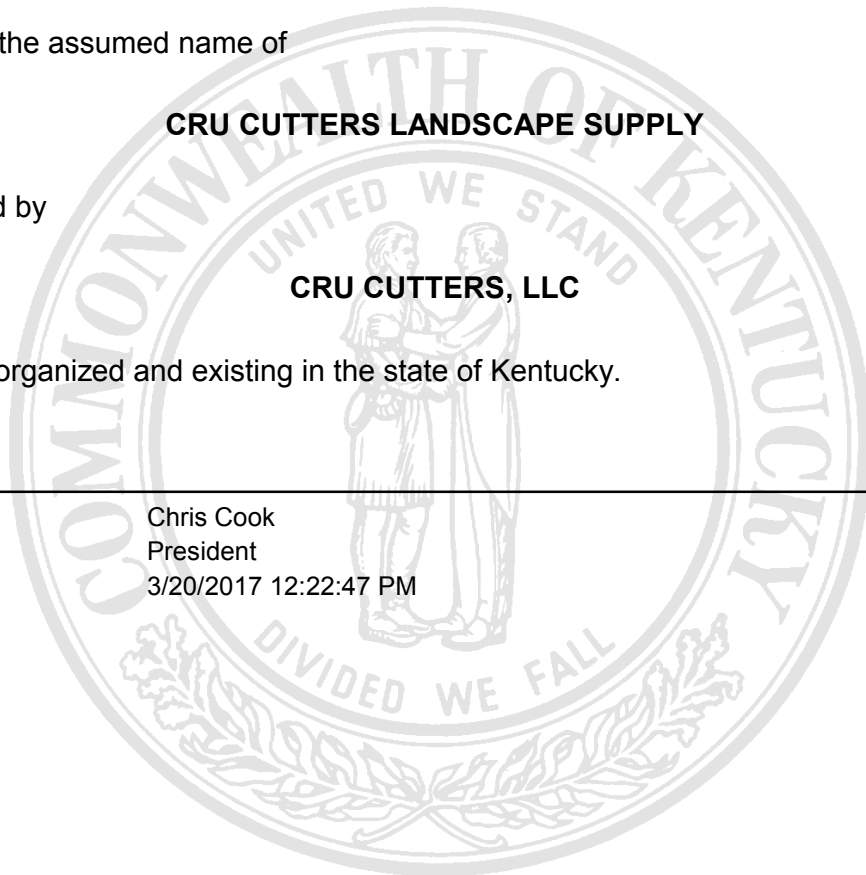 the assumed name of
CRU CUTTERS LANDSCAPE SUPPLY
d by
CRU CUTTERS, LLC
organized and existing in the state of Kentucky.
Chris Cook
President
3/20/2017 12:22:47 PM
COMMONWEALTH OF KENTUCKY
UNITED WE STAND
DIVIDED WE FALL